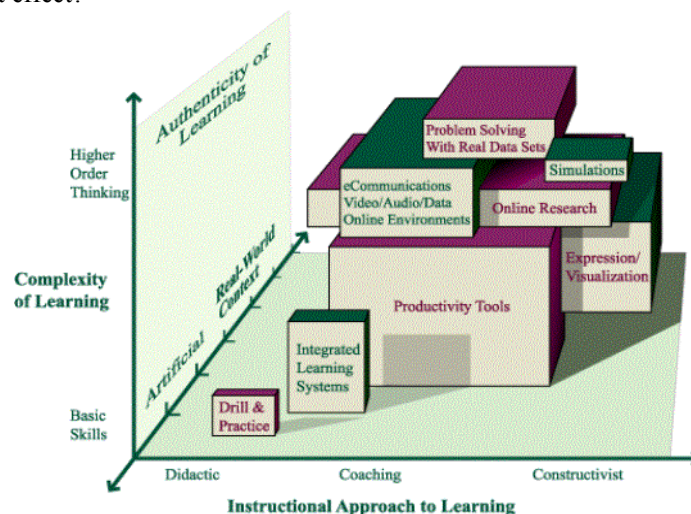 t effect?
Authenticity of
Learning
Higher
Order
Thinking
Problem Solving
With Real Data Sets
Simulations
eCommunications
Video/Audio/Data
Online Environments
Online Research
Complexity
of Learning
Real-World
Context
Artificial
Expression/
Visualization
Productivity Tools
Integrated
Learning
Systems
Drill &
Practice
Basic
Skills
Didactic
Coaching
Constructivist
Instructional Approach to Learning